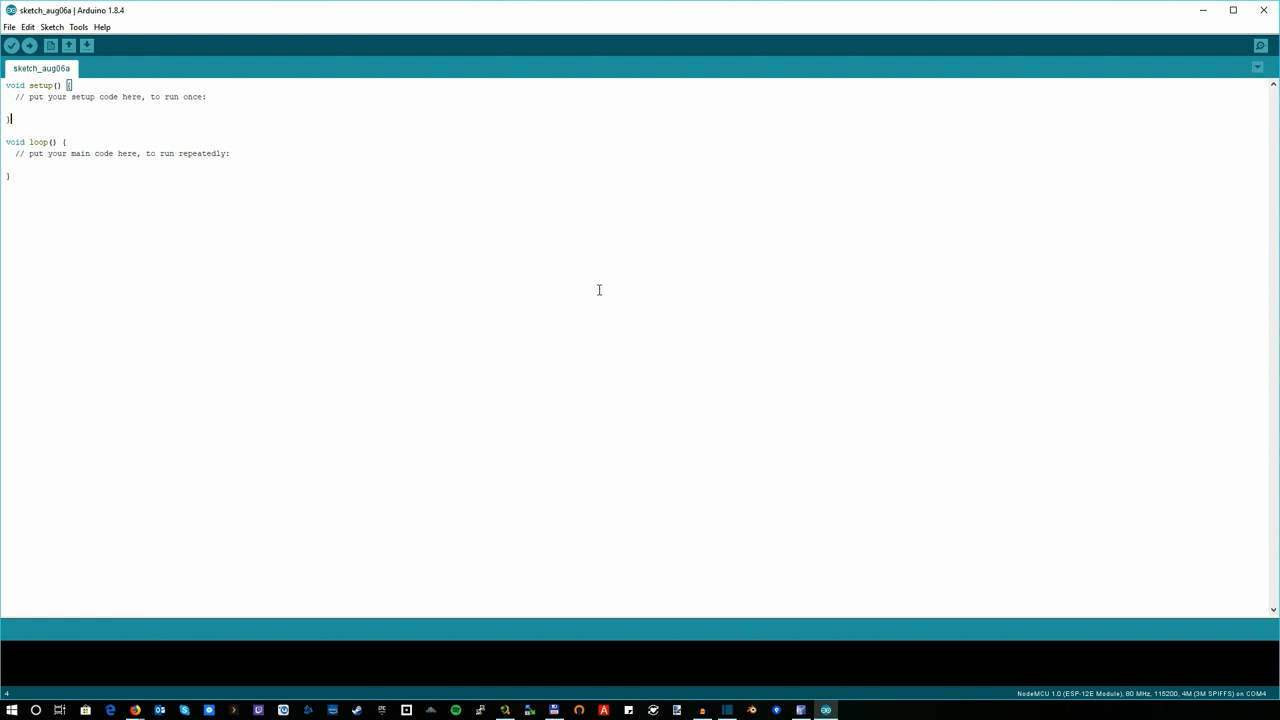 sketch_aug06a | Arduino 1.8.4
File Edit Sketch Tools Help
sketch_aug06a
void setup() {
// put your setup code here, to run once:
}
void loop() {
// put your main code here, to run repeatedly:
}
4
NodeMCU 1.0 (ESP-12E Module), 80 MHz, 115200, 4M (3M SPIFFS) on COM4